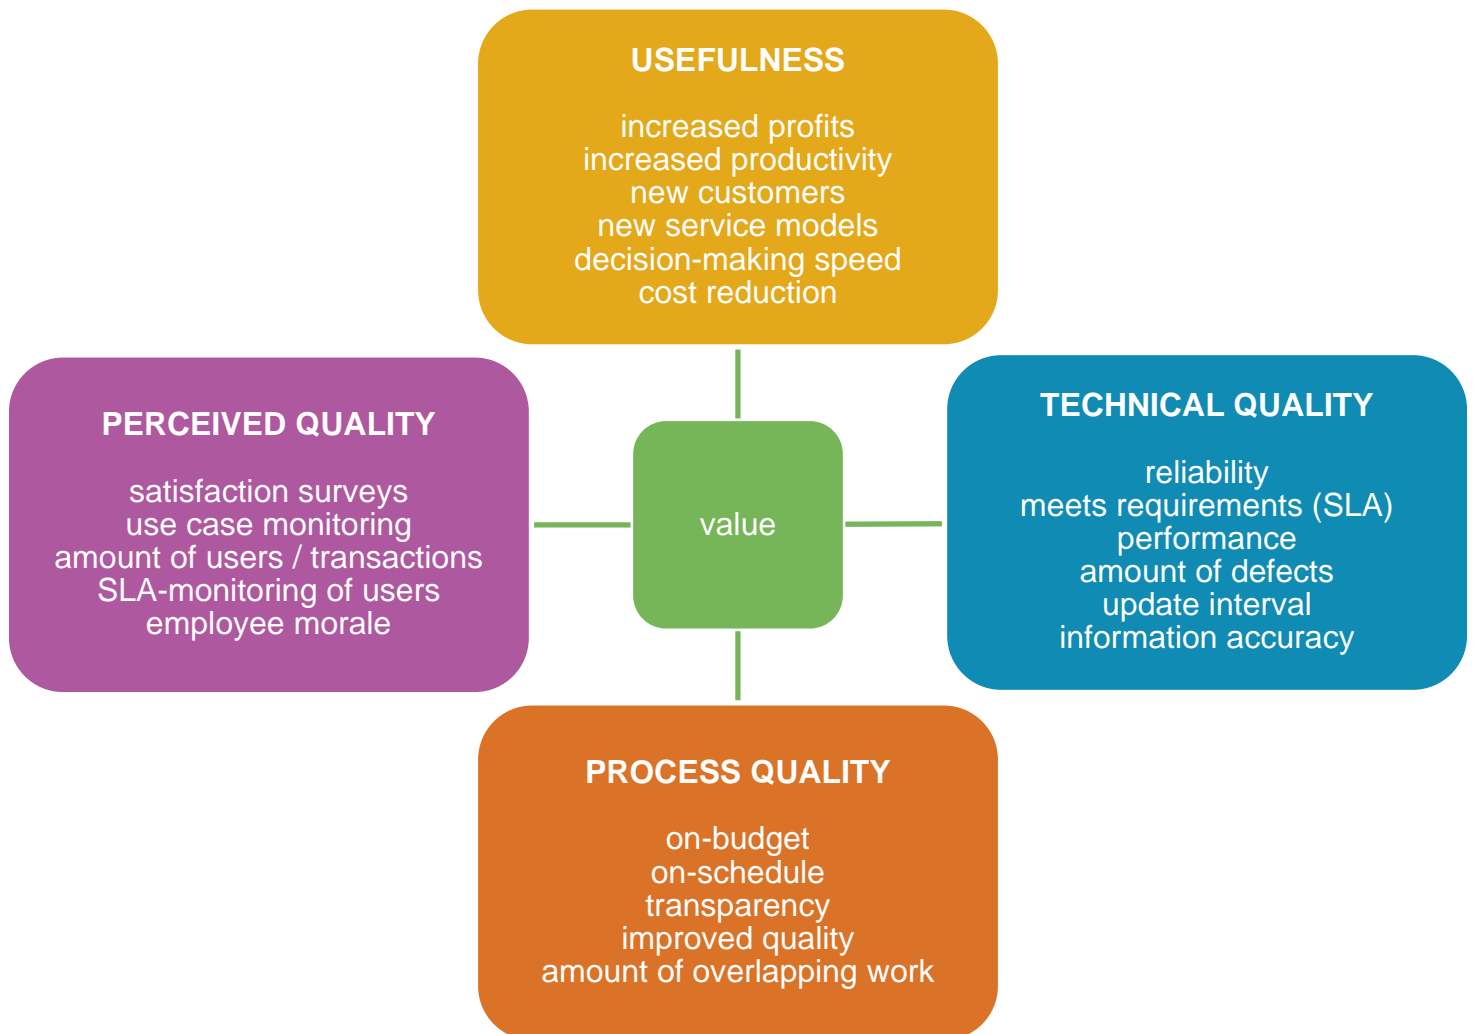 USEFULNESS
increased profits
increased productivity
new customers
new service models
decision-making speed
cost reduction
PERCEIVED QUALITY
satisfaction surveys
use case monitoring
amount of users / transactions
SLA-monitoring of users
employee morale
value
TECHNICAL QUALITY
reliability
meets requirements (SLA)
performance
amount of defects
update interval
information accuracy
PROCESS QUALITY
on-budget
on-schedule
transparency
improved quality
amount of overlapping work